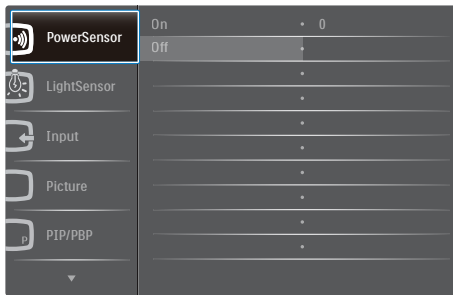 PowerSensor
LightSensor
Input
Picture
P
PIP/PBP
On • 0
Off •